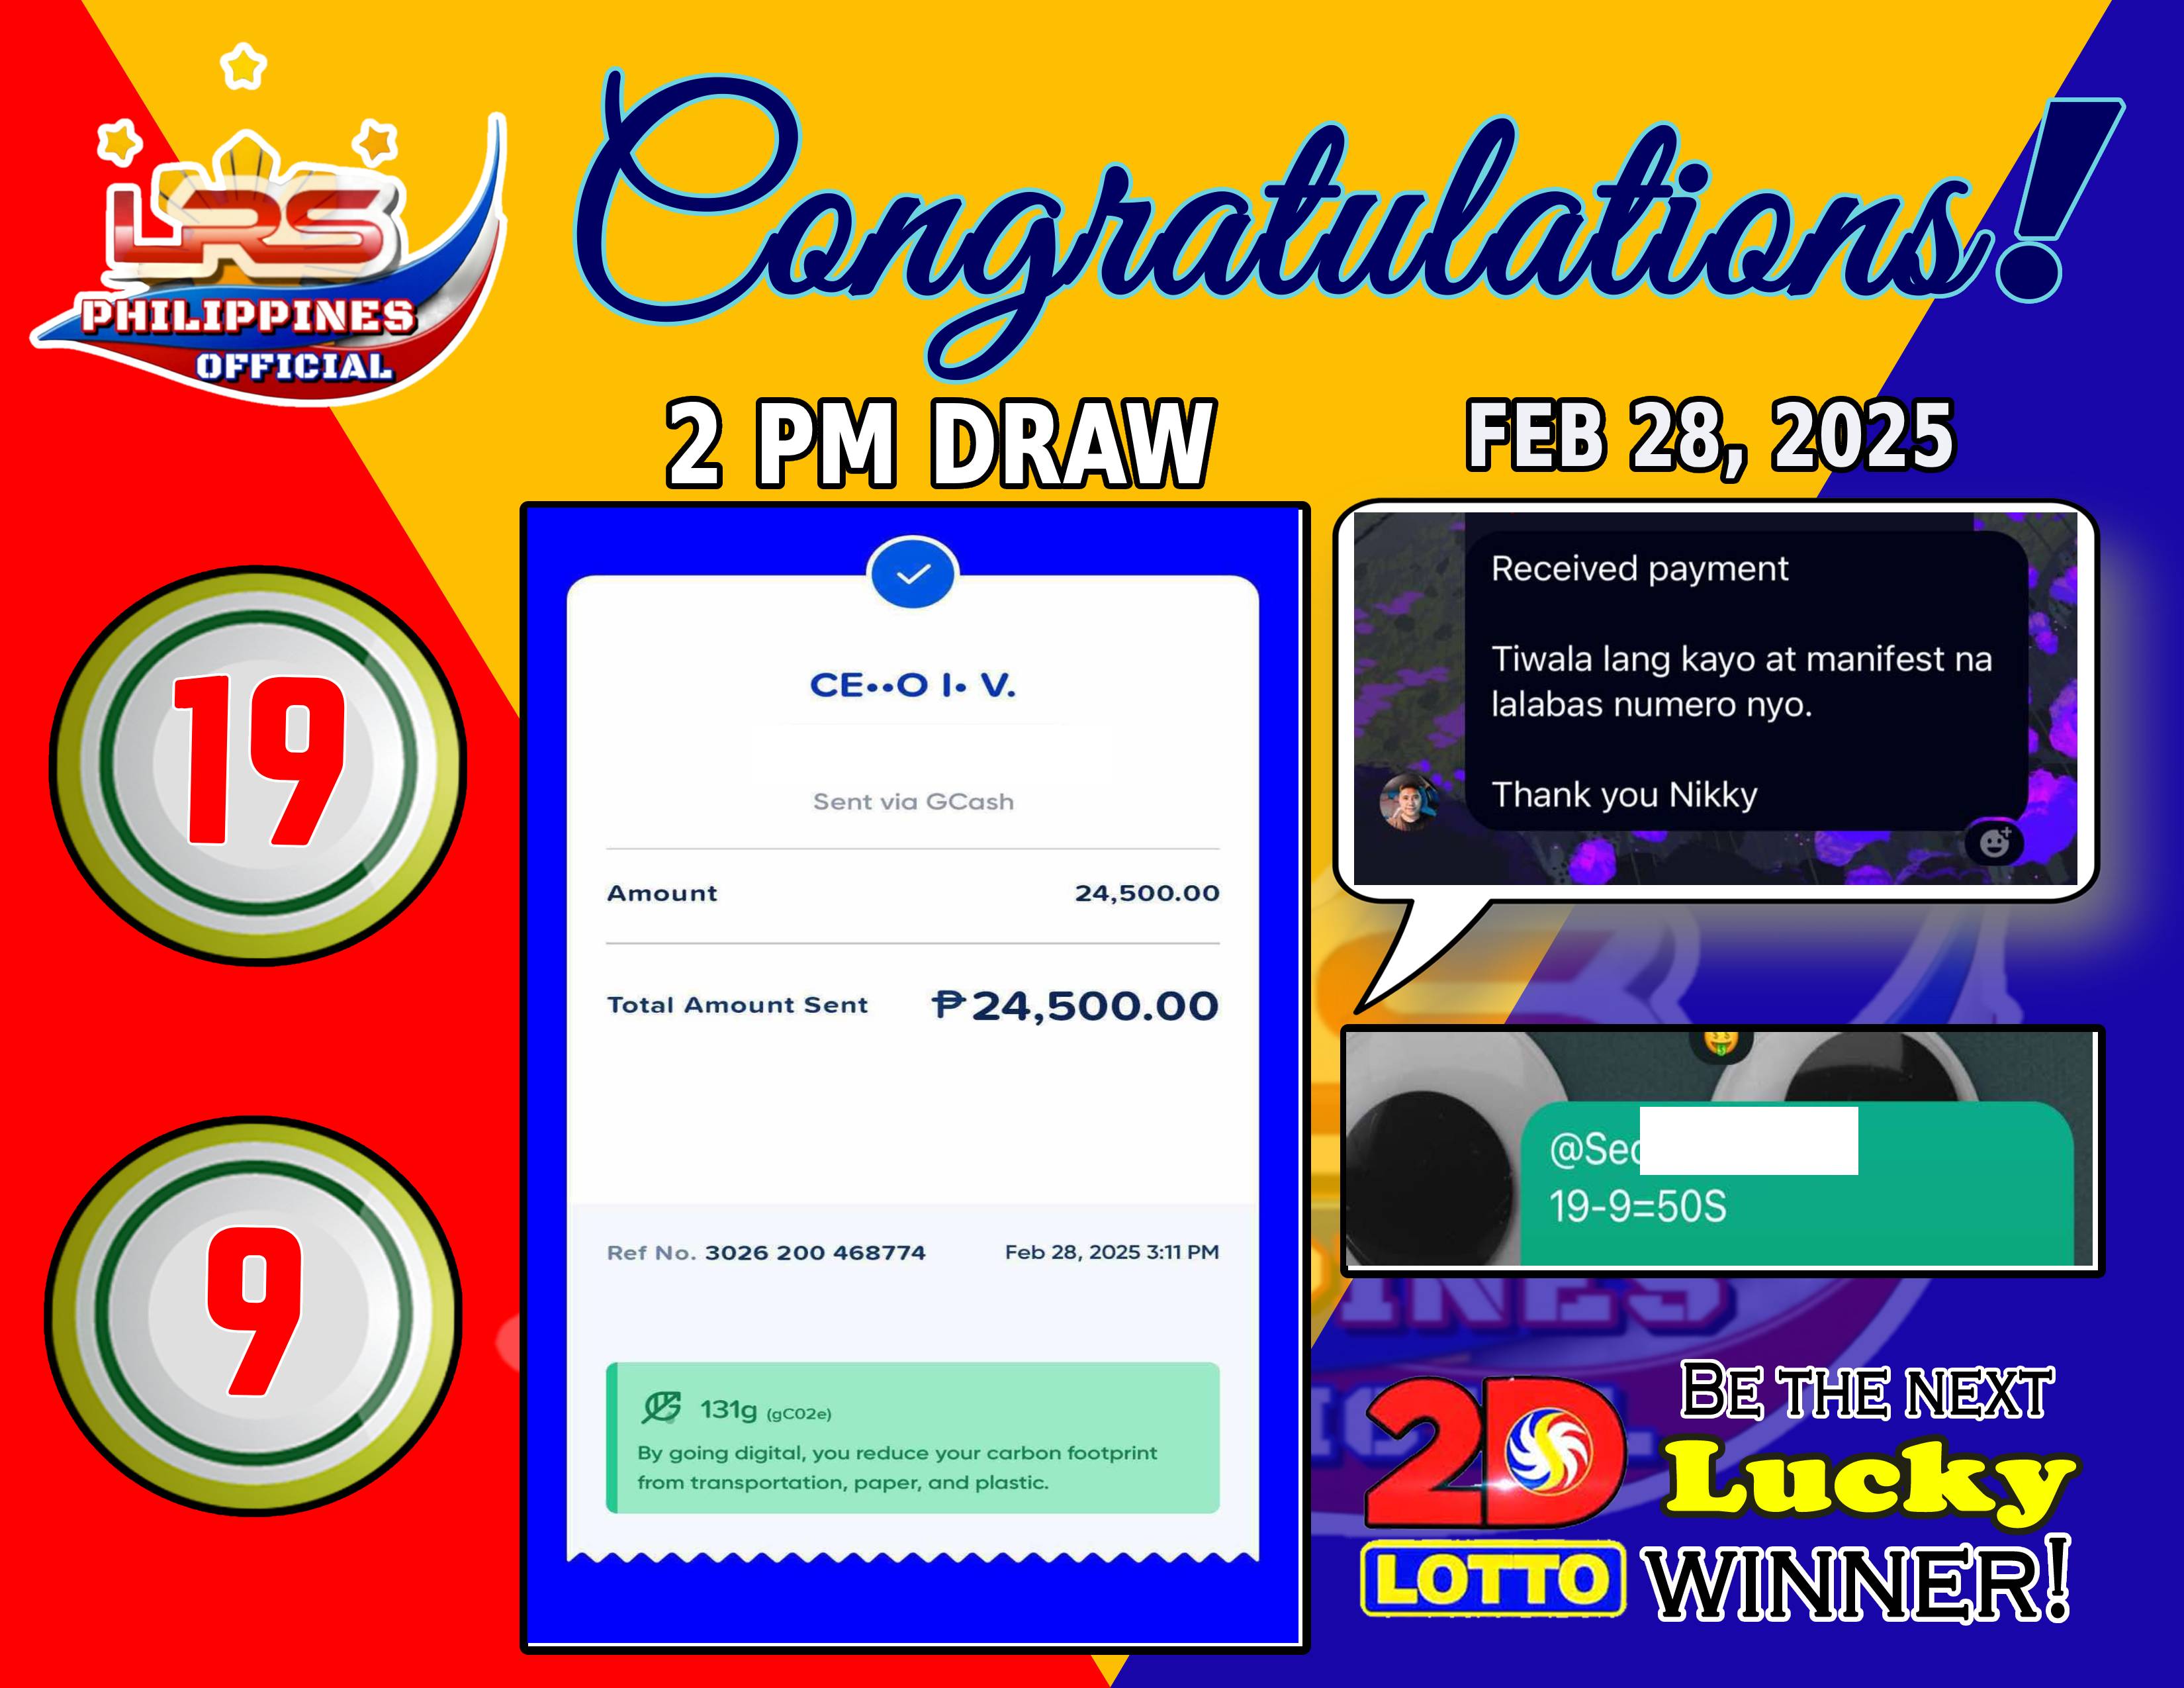 LRS
PHILIPPINES
OFFICIAL
Congratulations!
2 PM DRAW
FEB 28, 2025
19
9
CE••O I• V.
Sent via GCash
Amount 24,500.00
Total Amount Sent ₱24,500.00
Ref No. 3026 200 468774 Feb 28, 2025 3:11 PM
131g (gCO2e)
By going digital, you reduce your carbon footprint
from transportation, paper, and plastic.
Received payment
Tiwala lang kayo at manifest na
lalabas numero nyo.
Thank you Nikky
19-9=50S
2D
LOTTO
BE THE NEXT
Lucky
WINNER!